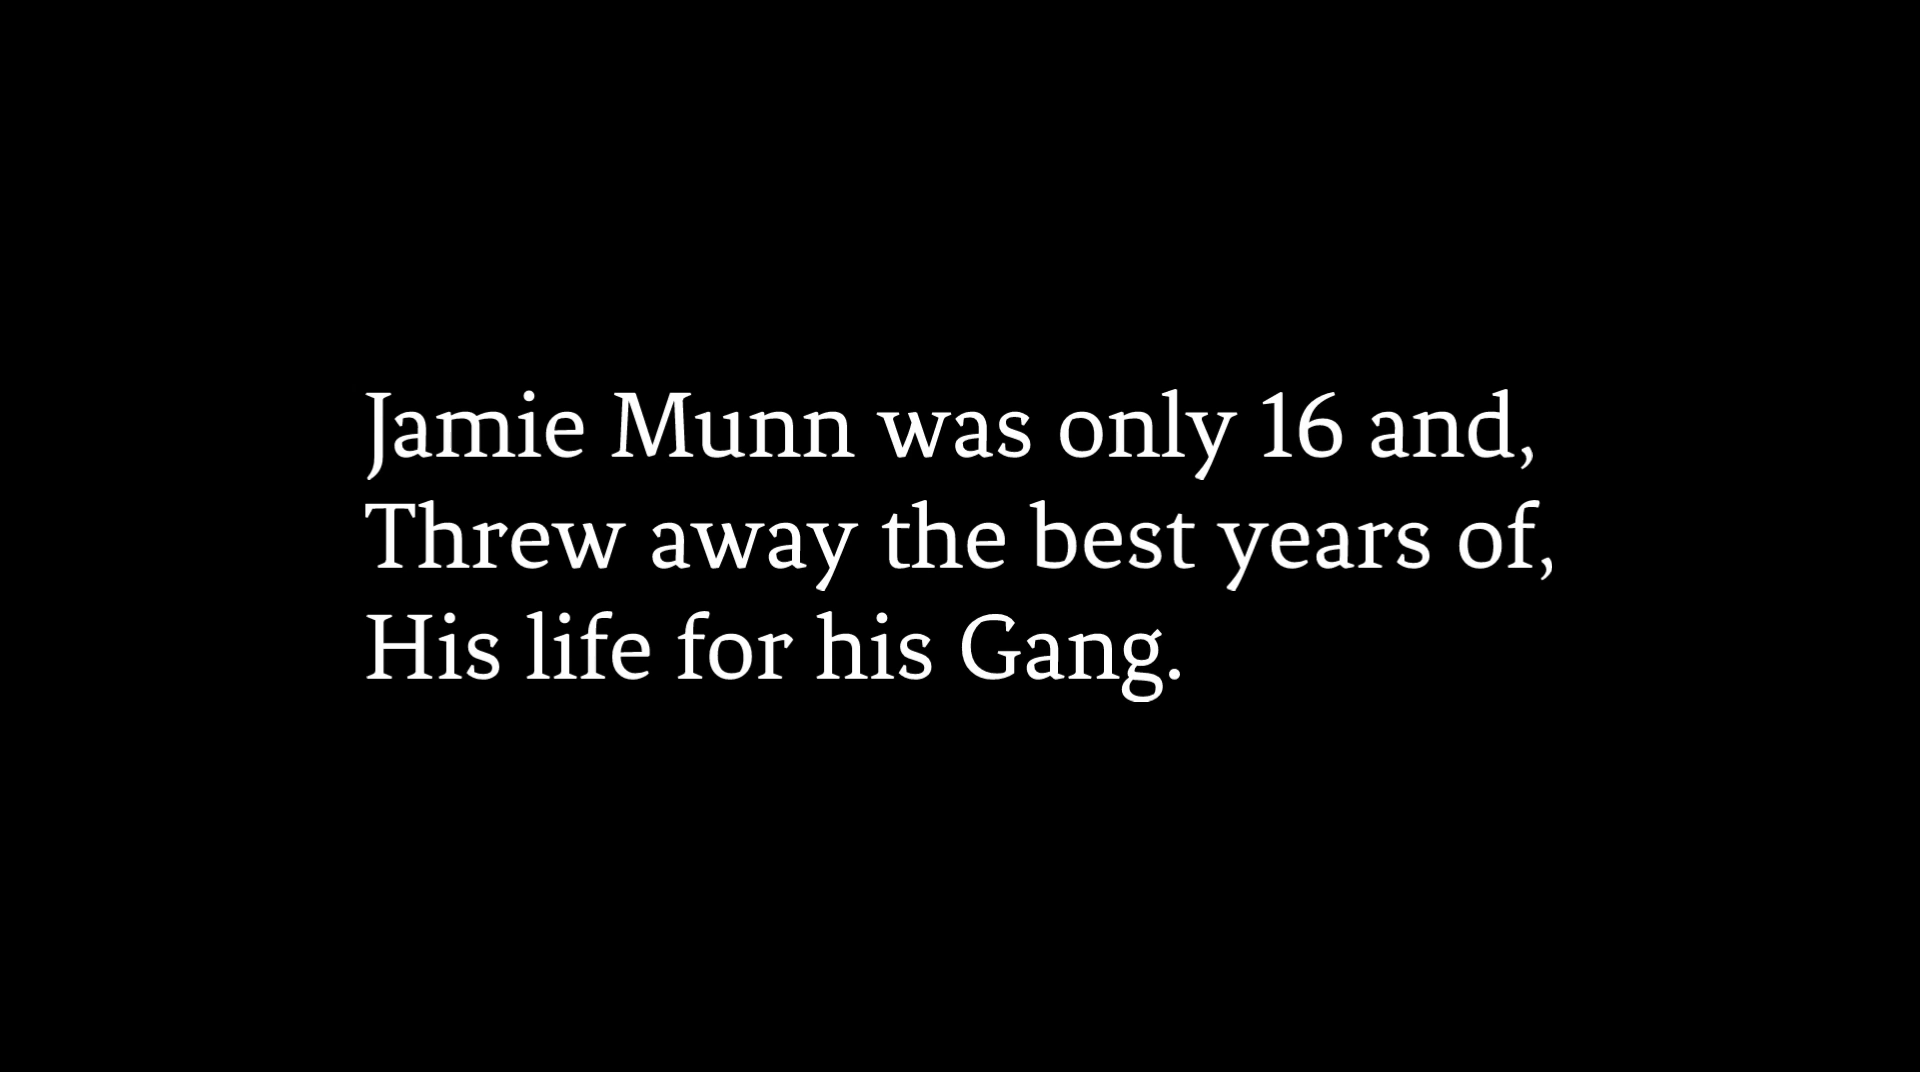 Jamie Munn was only 16 and,
Threw away the best years of,
His life for his Gang.